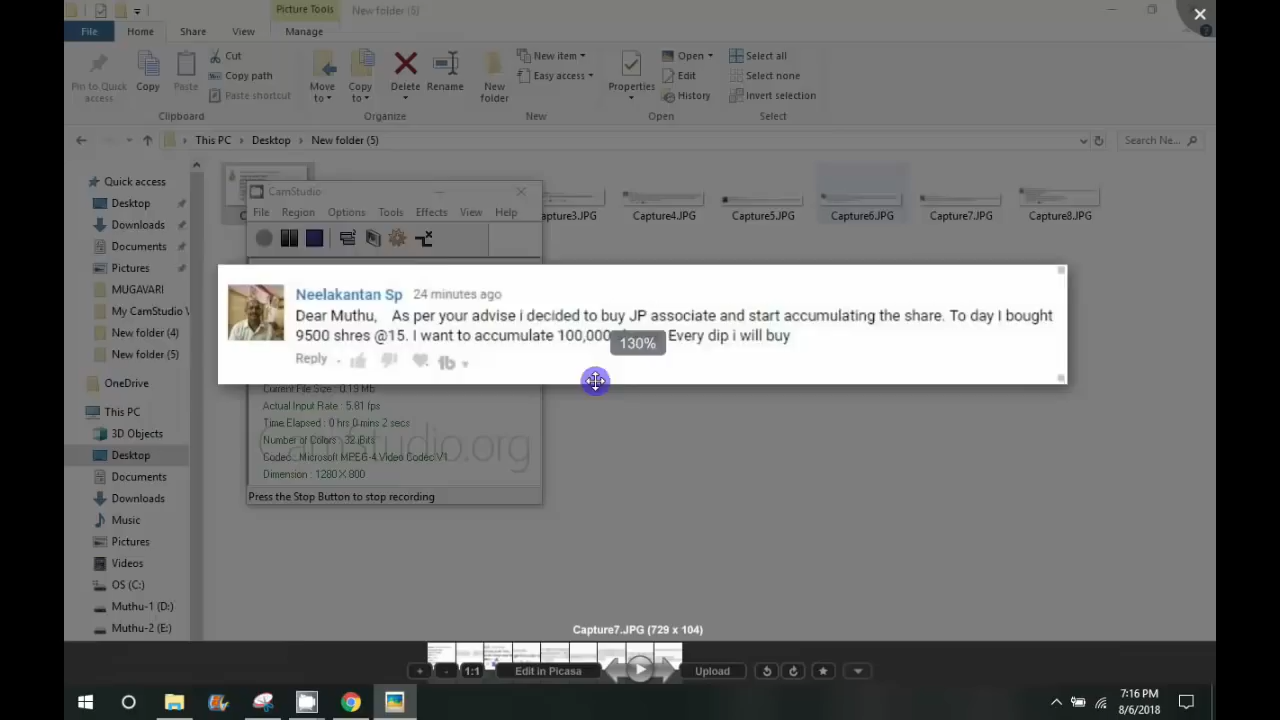 Picture Tools
New folder (5)
File
Home
Share
View
Manage
Pin to Quick access
Copy
Paste
Cut
Copy path
Paste shortcut
Clipboard
Move to
Copy to
Delete
Rename
Organize
New folder
New item
Easy access
New
Properties
Open
Edit
History
Open
Select all
Select none
Invert selection
Select
This PC
Desktop
New folder (5)
Search Ne...
Quick access
Desktop
Downloads
Documents
Pictures
MUGAVARI
My CamStudio V
New folder (4)
New folder (5)
OneDrive
This PC
3D Objects
Desktop
Documents
Downloads
Music
Pictures
Videos
OS (C:)
Muthu-1 (D:)
Muthu-2 (E:)
apture3.JPG
Capture4.JPG
Capture5.JPG
Capture6.JPG
Capture7.JPG
Capture8.JPG
CamStudio
File Region Options Tools Effects View Help
Neelakantan Sp 24 minutes ago
Dear Muthu, As per your advise i decided to buy JP associate and start accumulating the share. To day I bought
9500 shres @15. I want to accumulate 100,000 Every dip i will buy
130%
Reply
Current File Size : 0.13 Mb
Actual Input Rate : 5.81 fps
Time Elapsed : 0 hrs 0 mins 2 secs
Number of Colors : 32 Bits
Codec : Microsoft MPEG-4 Video Codec V1
Dimension : 1280 X 800
CamStudio.org
Press the Stop Button to stop recording
Capture7.JPG (729 x 104)
1:1
Edit in Picasa
Upload
7:16 PM
8/6/2018